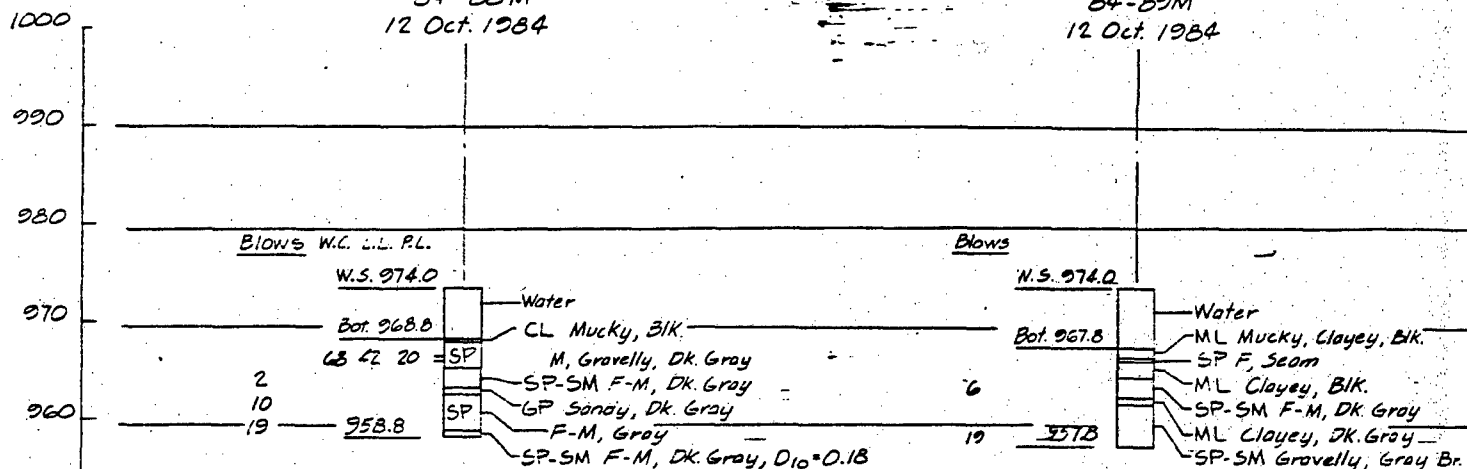 12 Oct. 1984
84-89M
12 Oct. 1984
1000
990
980
970
960
Blows W.C. L.L. P.L.
W.S. 974.0
Water
Bot. 968.8
CL Mucky, Blk.
20
SP
M, Gravelly, Dk. Gray
2
SP-SM F-M, Dk. Gray
10
GP Sandy, Dk. Gray
SP
F-M, Gray
19
958.8
SP-SM F-M, Dk. Gray, D10=0.18
Blows
W.S. 974.0
Water
Bot. 967.8
ML Mucky, Clayey, Blk.
SP F, Seam
ML Clayey, Blk.
6
SP-SM F-M, Dk. Gray
ML Clayey, Dk. Gray
19
957.8
SP-SM Gravelly, Gray Br.